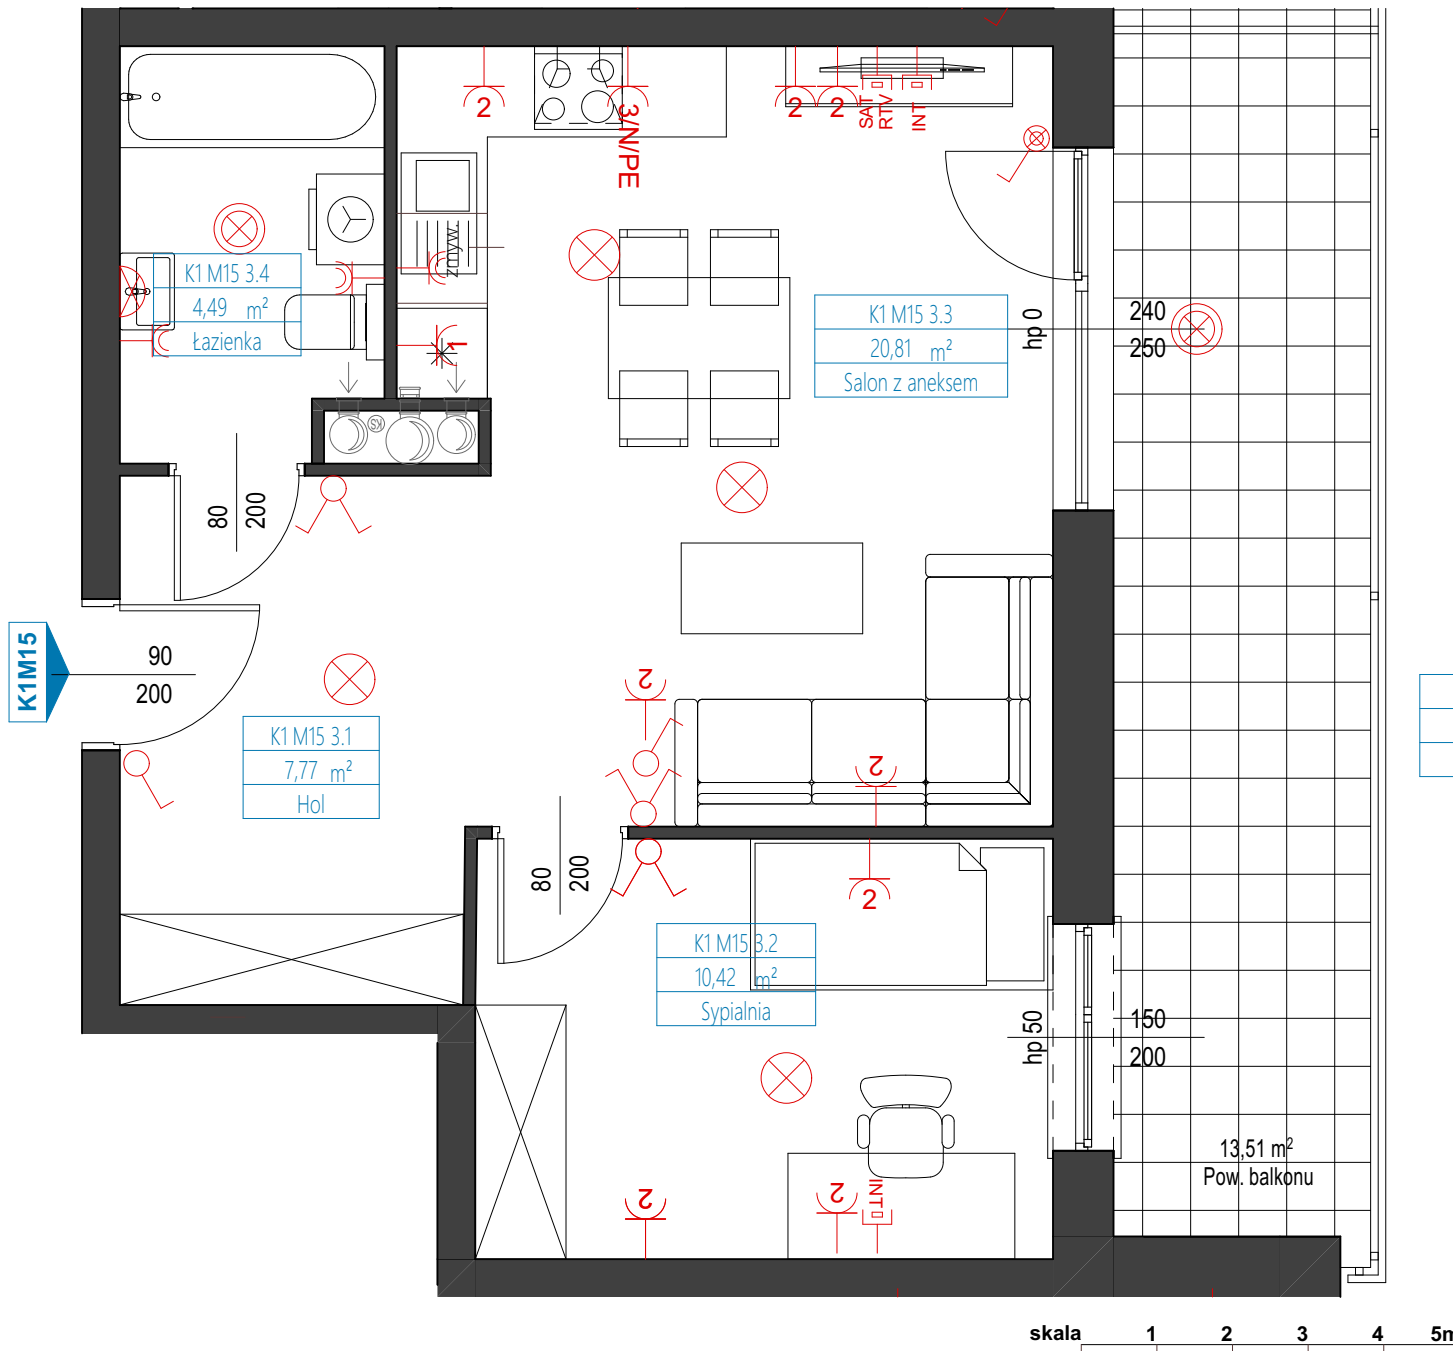 2
3/N/PE
2
2
SAT
RTV
INT
zmyw.
K1 M15 3.4
4,49 m²
Łazienka
1
K1 M15 3.3
20,81 m²
Salon z aneksem
hp 0
240
250
KS
80
200
K1M15
90
200
K1 M15 3.1
7,77 m²
Hol
2
2
80
200
2
K1 M15 3.2
10,42 m²
Sypialnia
hp 50
150
200
13,51 m²
Pow. balkonu
2
2
INT
skala 1 2 3 4 5m